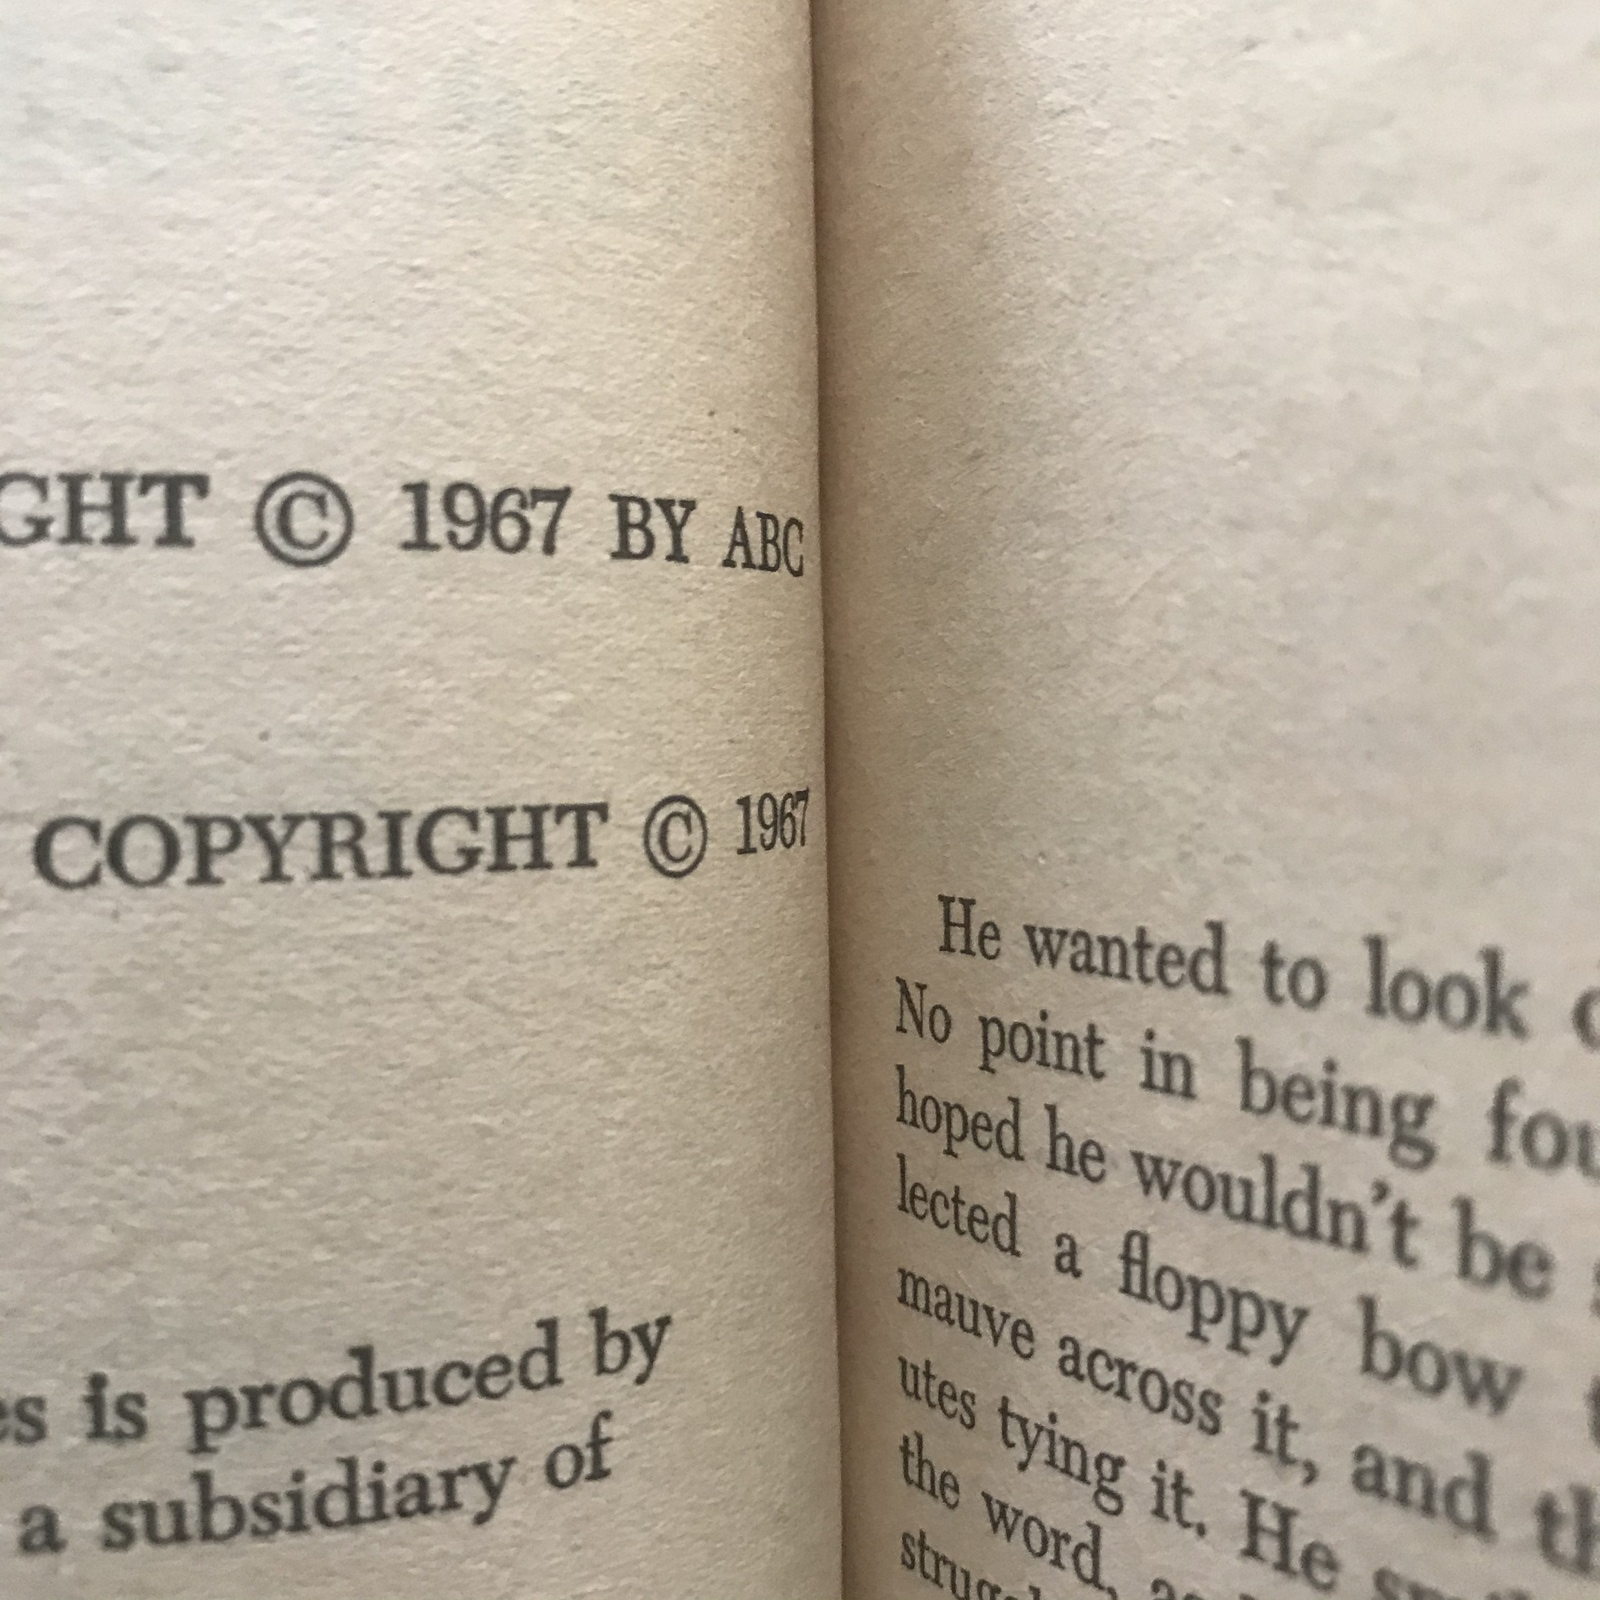 GHT © 1967 BY ABC
COPYRIGHT © 1967
es is produced by
a subsidiary of
He wanted to look
No point in being fou
hoped he wouldn't be
lected a floppy bow
mauve across it, and th
utes tying it. He
the word,